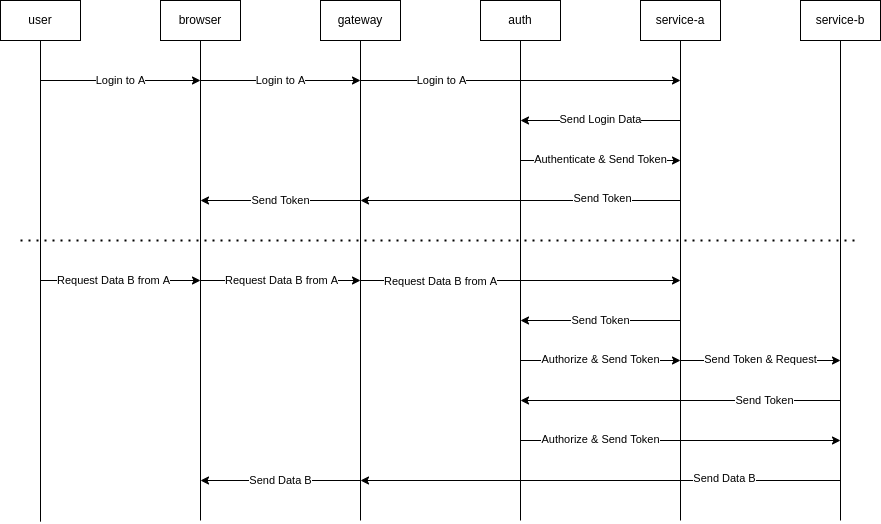 user
browser
gateway
auth
service-a
service-b
Login to A
Login to A
Login to A
Send Login Data
Authenticate & Send Token
Send Token
Send Token
Request Data B from A
Request Data B from A
Request Data B from A
Send Token
Authorize & Send Token
Send Token & Request
Send Token
Authorize & Send Token
Send Data B
Send Data B